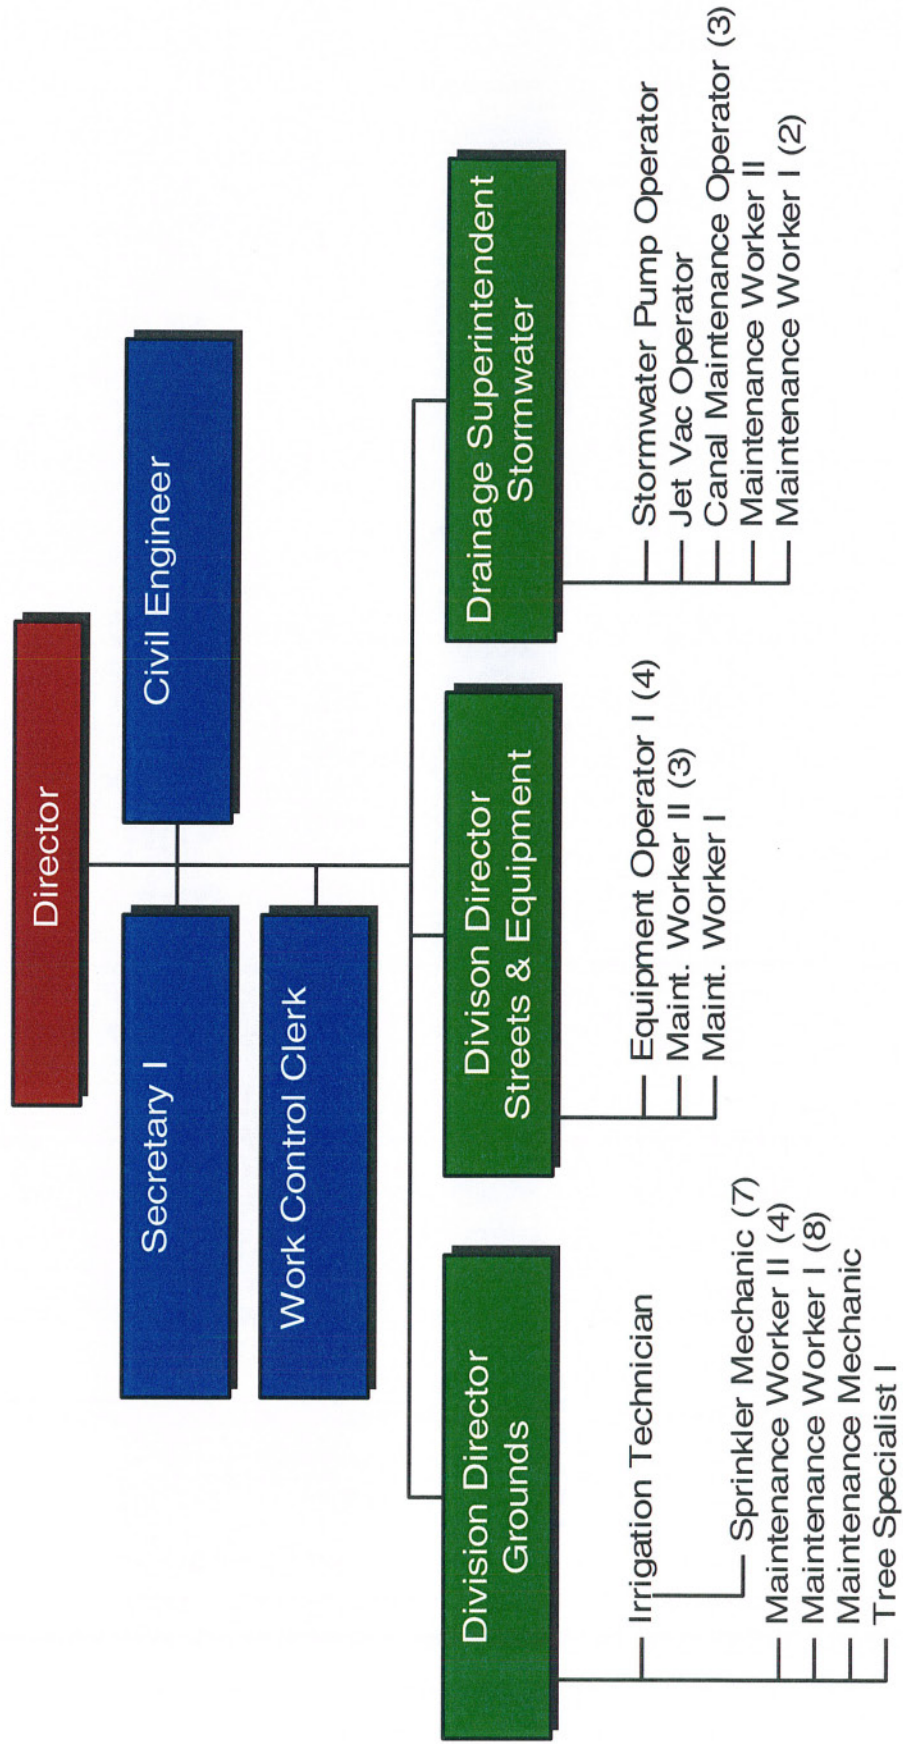 Director
Secretary I
Civil Engineer
Work Control Clerk
Division Director
Grounds
Divison Director
Streets & Equipment
Drainage Superintendent
Stormwater
Irrigation Technician
Sprinkler Mechanic (7)
Maintenance Worker II (4)
Maintenance Worker I (8)
Maintenance Mechanic
Tree Specialist I
Equipment Operator I (4)
Maint. Worker II (3)
Maint. Worker I
Stormwater Pump Operator
Jet Vac Operator
Canal Maintenance Operator (3)
Maintenance Worker II
Maintenance Worker I (2)